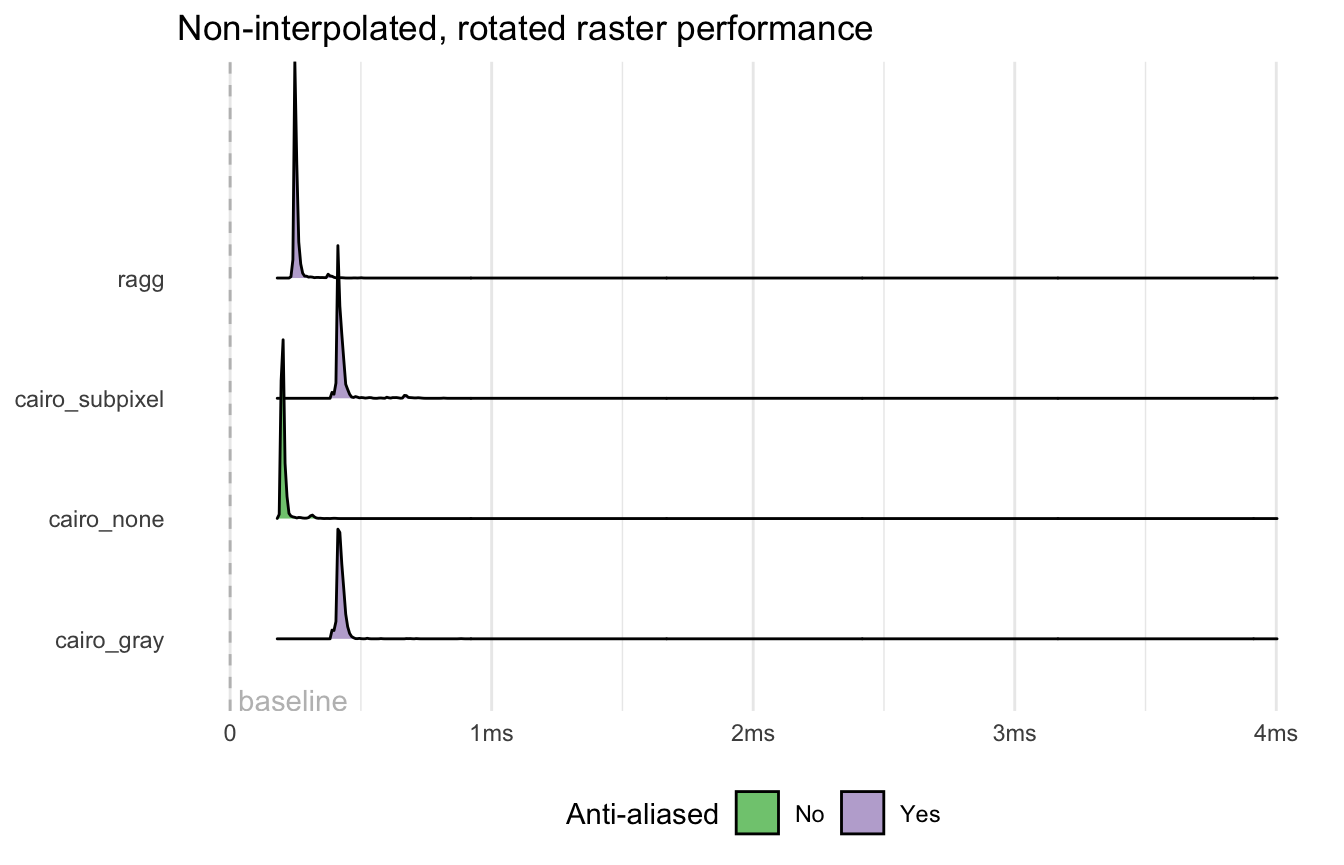 Non-interpolated, rotated raster performance
ragg
cairo_subpixel
cairo_none
cairo_gray
baseline
0 1ms 2ms 3ms 4ms
Anti-aliased No Yes